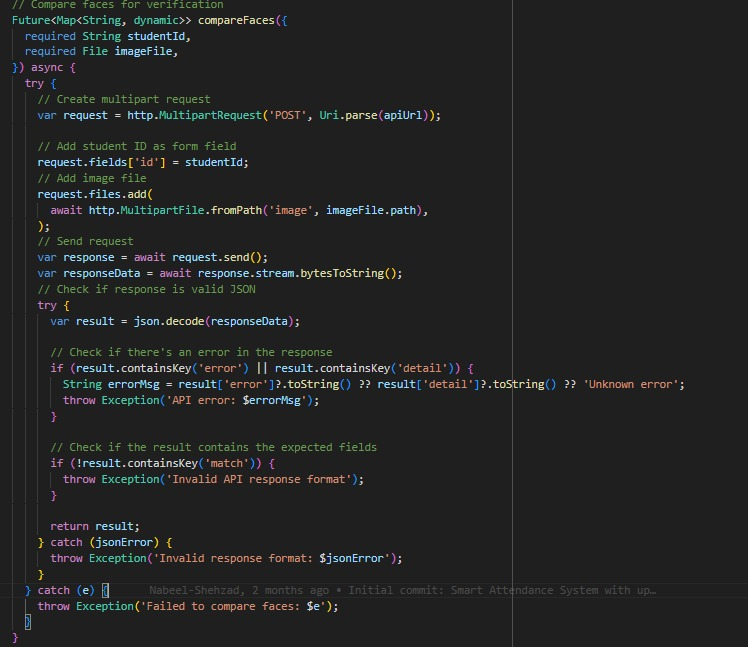 // Compare faces for verification
Future<Map<String, dynamic>> compareFaces({
  required String studentId,
  required File imageFile,
}) async {
  try {
    // Create multipart request
    var request = http.MultipartRequest('POST', Uri.parse(apiUrl));

    // Add student ID as form field
    request.fields['id'] = studentId;
    // Add image file
    request.files.add(
      await http.MultipartFile.fromPath('image', imageFile.path),
    );
    // Send request
    var response = await request.send();
    var responseData = await response.stream.bytesToString();
    // Check if response is valid JSON
    try {
      var result = json.decode(responseData);

      // Check if there's an error in the response
      if (result.containsKey('error') || result.containsKey('detail')) {
        String errorMsg = result['error']?.toString() ?? result['detail']?.toString() ?? 'Unknown error';
        throw Exception('API error: $errorMsg');
      }

      // Check if the result contains the expected fields
      if (!result.containsKey('match')) {
        throw Exception('Invalid API response format');
      }

      return result;
    } catch (jsonError) {
      throw Exception('Invalid response format: $jsonError');
    }
  } catch (e) { Nabeel-Shehzad, 2 months ago • Initial commit: Smart Attendance System with up…
    throw Exception('Failed to compare faces: $e');
  }
}